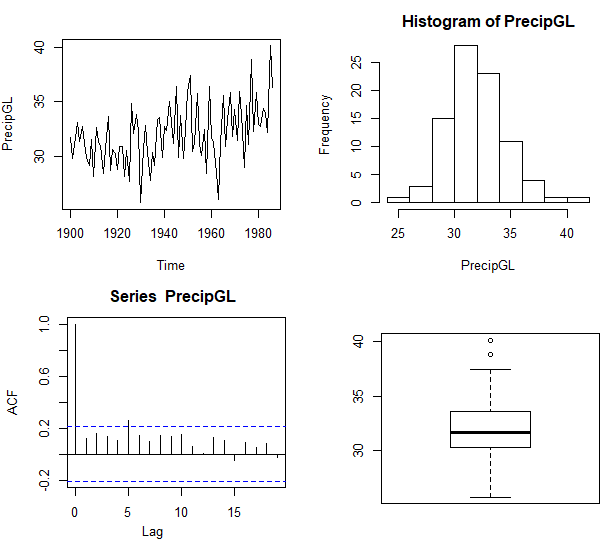 PrecipGL
40
35
30
1900 1920 1940 1960 1980
Time
Histogram of PrecipGL
Frequency
25
20
15
10
5
0
25 30 35 40
PrecipGL
Series PrecipGL
ACF
1.0
0.6
0.2
-0.2
0 5 10 15
Lag
40
35
30